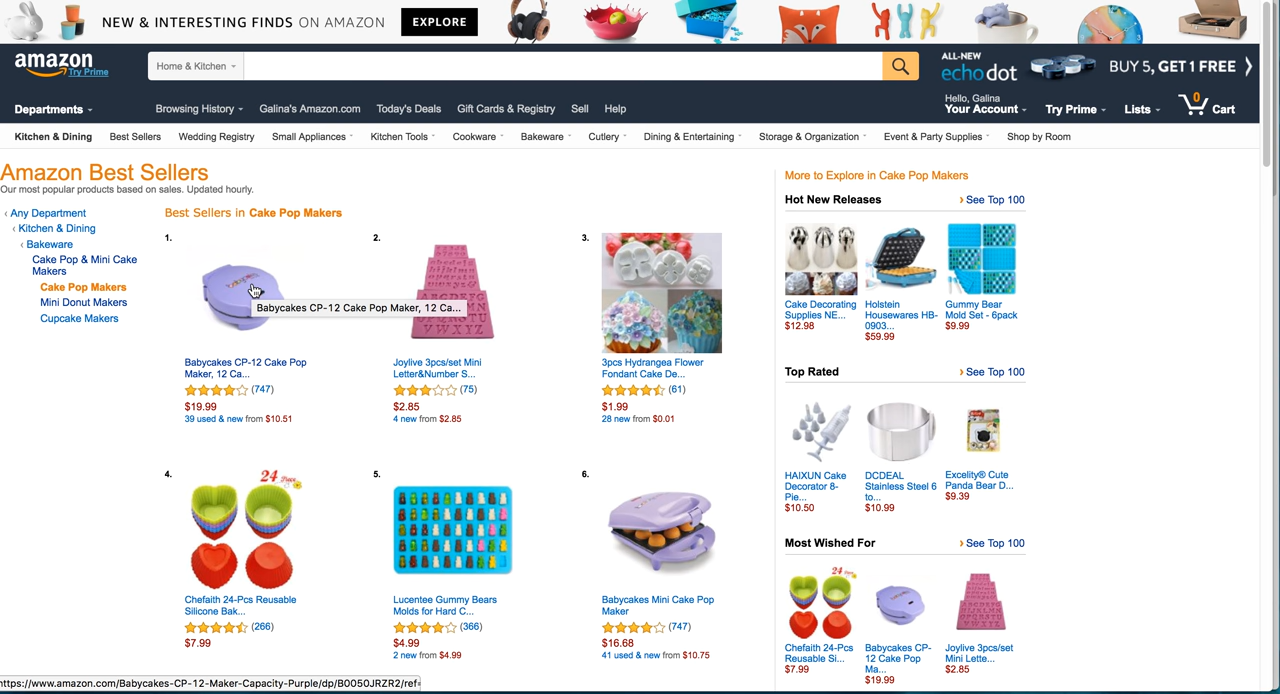 NEW & INTERESTING FINDS ON AMAZON EXPLORE
amazon
Try Prime
Home & Kitchen
ALL-NEW
echo dot
BUY 5, GET 1 FREE
Departments
Browsing History
Galina's Amazon.com
Today's Deals
Gift Cards & Registry
Sell
Help
Hello, Galina
Your Account
Try Prime
Lists
0
Cart
Kitchen & Dining
Best Sellers
Wedding Registry
Small Appliances
Kitchen Tools
Cookware
Bakeware
Cutlery
Dining & Entertaining
Storage & Organization
Event & Party Supplies
Shop by Room
Amazon Best Sellers
Our most popular products based on sales. Updated hourly.
‹ Any Department
‹ Kitchen & Dining
‹ Bakeware
Cake Pop & Mini Cake
Makers
Cake Pop Makers
Mini Donut Makers
Cupcake Makers
Best Sellers in Cake Pop Makers
1.
Babycakes CP-12 Cake Pop Maker, 12 Ca...
Babycakes CP-12 Cake Pop
Maker, 12 Ca...
(747)
$19.99
39 used & new from $10.51
2.
Joylive 3pcs/set Mini
Letter&Number S...
(75)
$2.85
4 new from $2.85
3.
3pcs Hydrangea Flower
Fondant Cake De...
(61)
$1.99
28 new from $0.01
4.
24 Pieces
Chefaith 24-Pcs Reusable
Silicone Bak...
(266)
$7.99
5.
Lucentee Gummy Bears
Molds for Hard C...
(366)
$4.99
2 new from $4.99
6.
Babycakes Mini Cake Pop
Maker
(747)
$16.68
41 used & new from $10.75
More to Explore in Cake Pop Makers
Hot New Releases
› See Top 100
Cake Decorating
Supplies NE...
$12.98
Holstein
Housewares HB-
0903...
$59.99
Gummy Bear
Mold Set - 6pack
$9.99
Top Rated
› See Top 100
HAIXUN Cake
Decorator 8-
Pie...
$10.50
DCDEAL
Stainless Steel 6
to...
$10.99
Excelity® Cute
Panda Bear D...
$9.39
Most Wished For
› See Top 100
Chefaith 24-Pcs
Reusable Si...
$7.99
Babycakes CP-
12 Cake Pop
Ma...
$19.99
Joylive 3pcs/set
Mini Lette...
$2.85
https://www.amazon.com/Babycakes-CP-12-Maker-Capacity-Purple/dp/B0050JRZR2/ref=